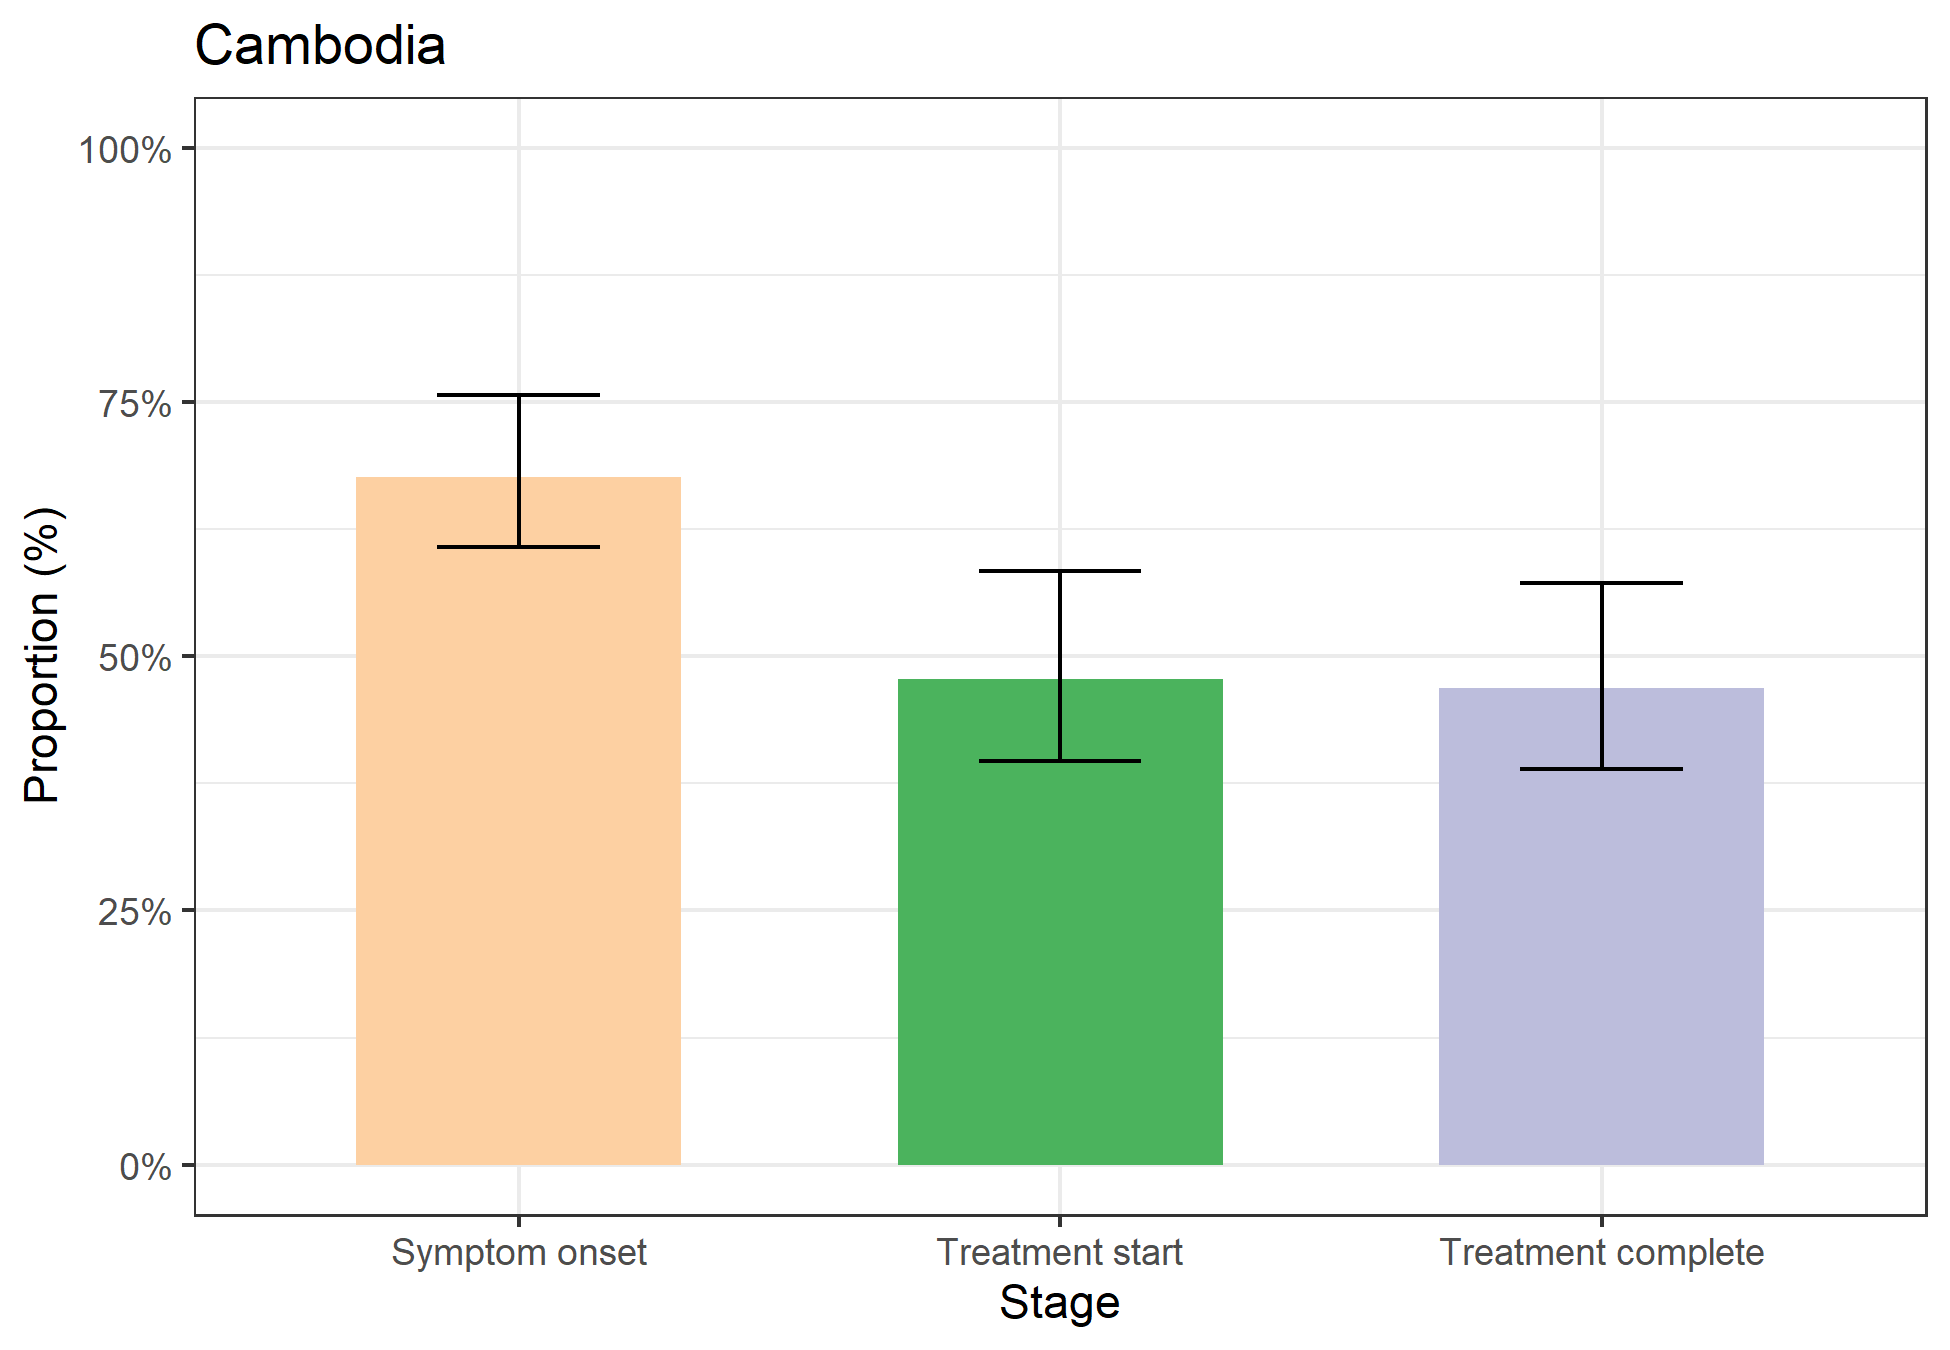 Cambodia
100%
75%
50%
25%
0%
Proportion (%)
Symptom onset
Treatment start
Treatment complete
Stage